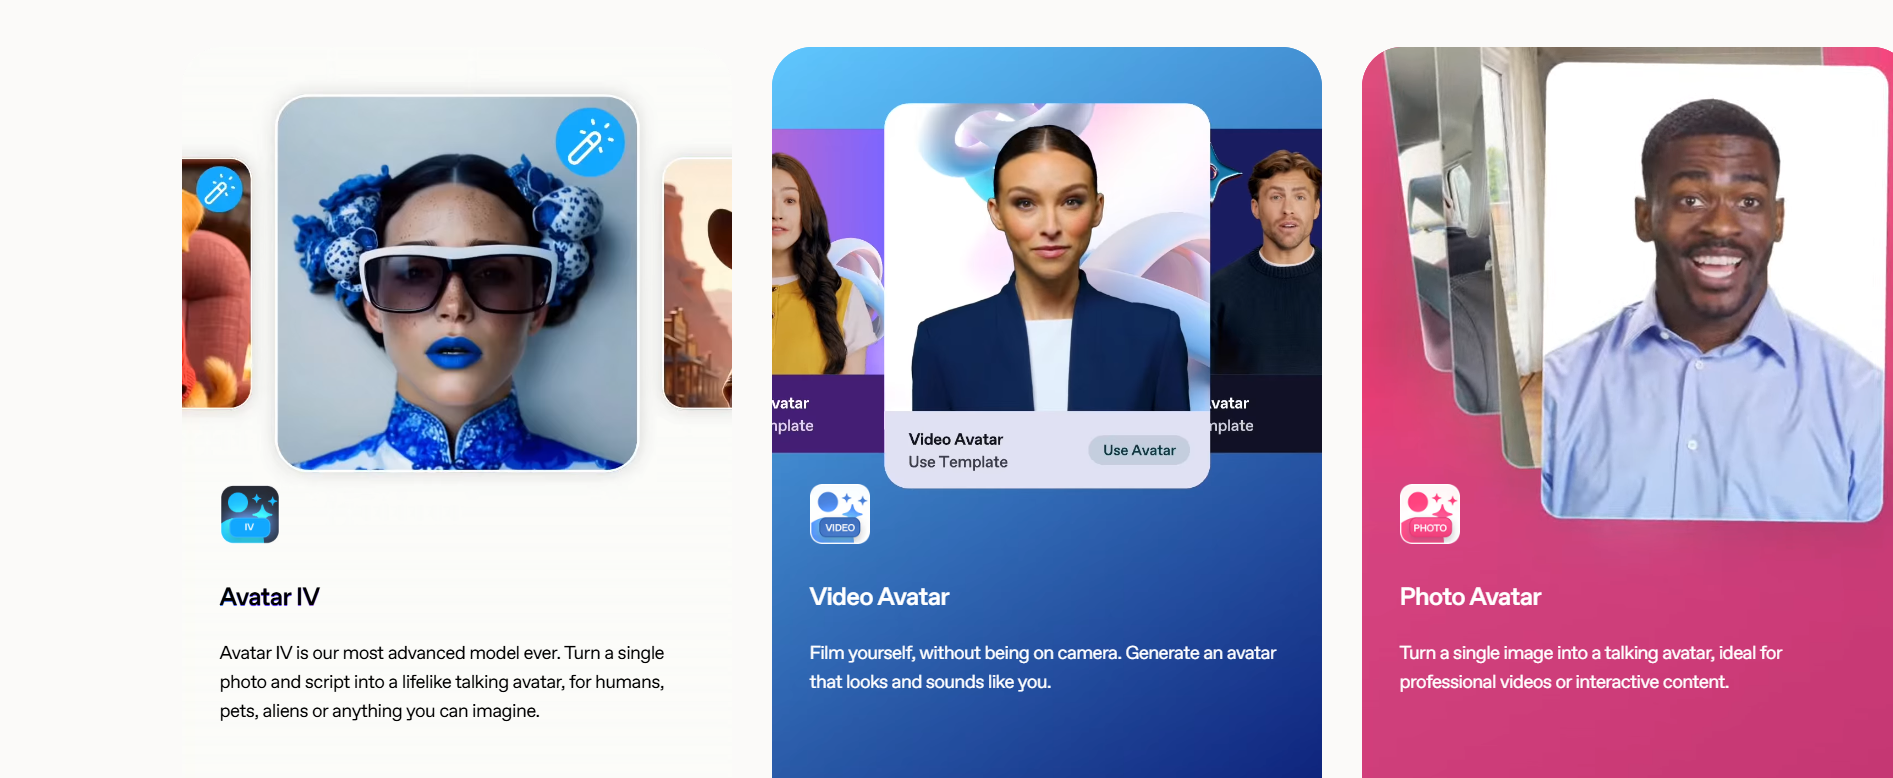 vatar
mplate
Video Avatar
Use Template
Use Avatar
Avatar
mplate
IV
Avatar IV
Avatar IV is our most advanced model ever. Turn a single
photo and script into a lifelike talking avatar, for humans,
pets, aliens or anything you can imagine.
VIDEO
Video Avatar
Film yourself, without being on camera. Generate an avatar
that looks and sounds like you.
PHOTO
Photo Avatar
Turn a single image into a talking avatar, ideal for
professional videos or interactive content.